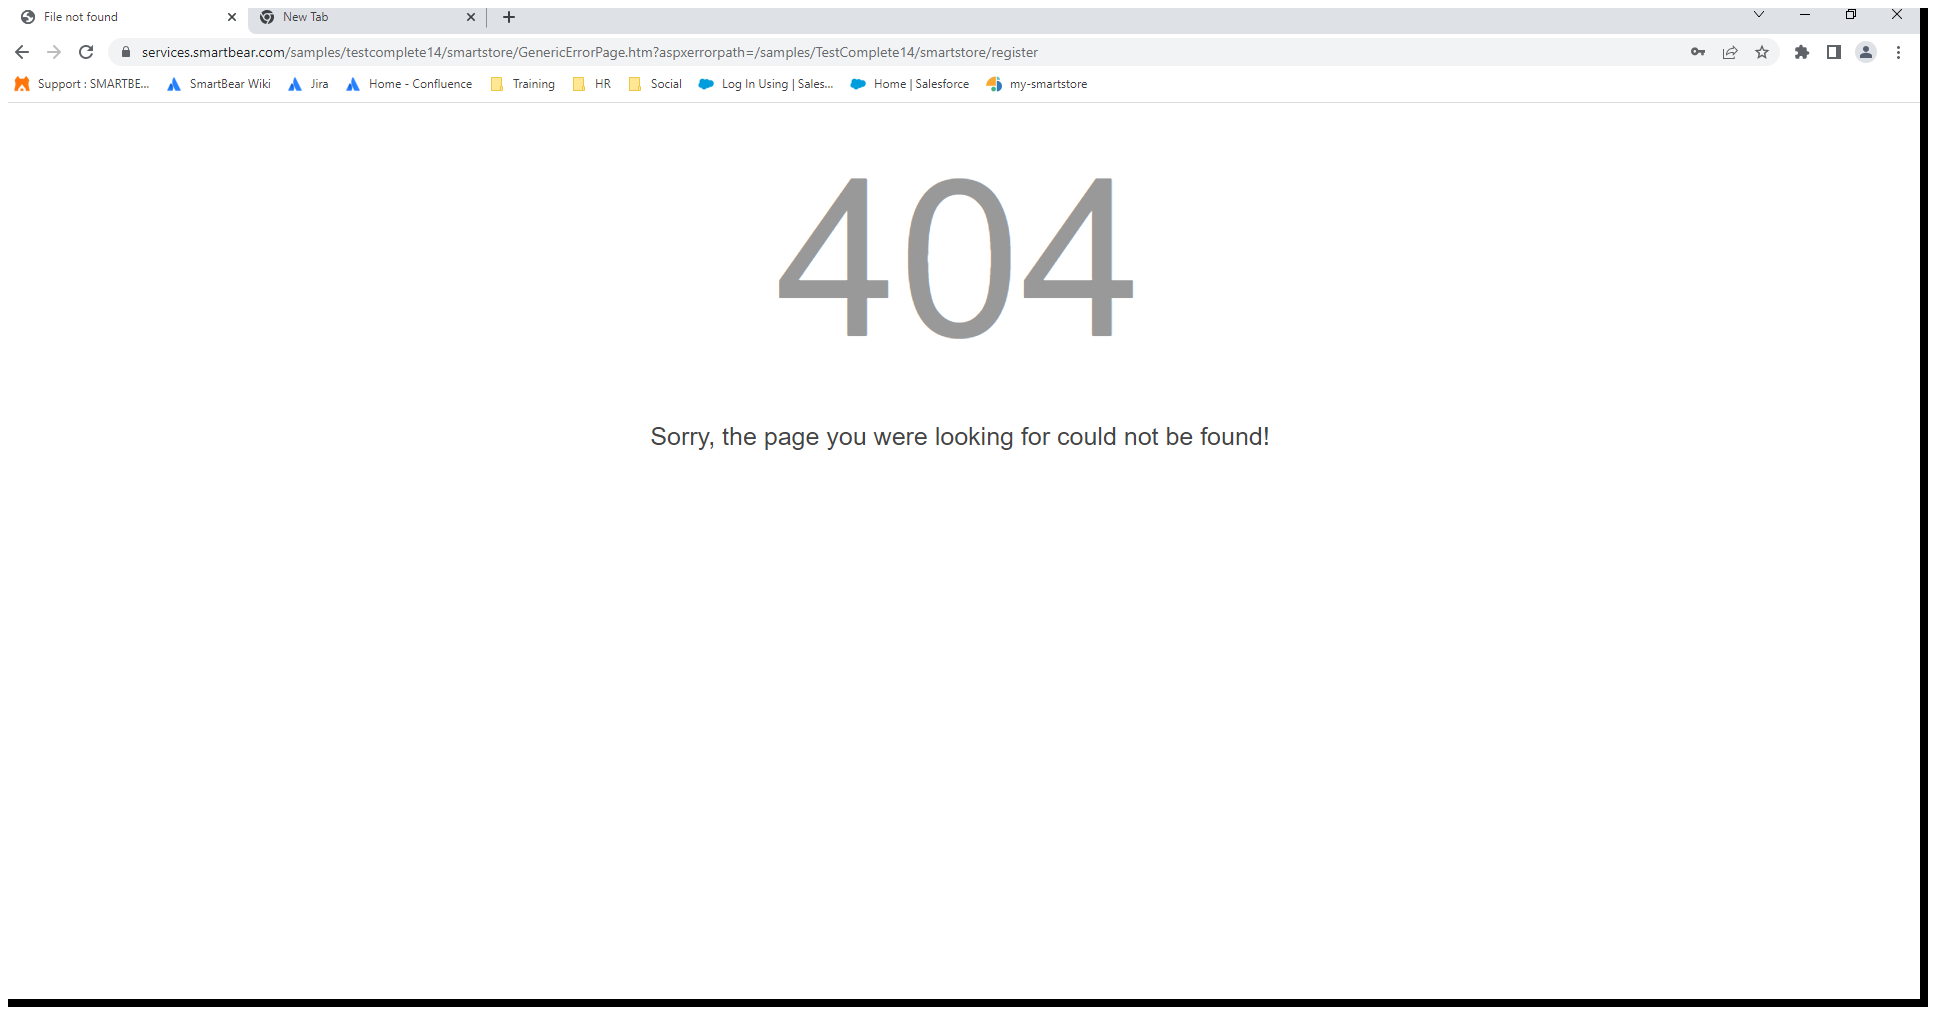 File not found
New Tab
services.smartbear.com/samples/testcomplete14/smartstore/GenericErrorPage.htm?aspxerrorpath=/samples/TestComplete14/smartstore/register
Support : SMARTBE... SmartBear Wiki Jira Home - Confluence Training HR Social Log In Using | Sales... Home | Salesforce my-smartstore
404
Sorry, the page you were looking for could not be found!